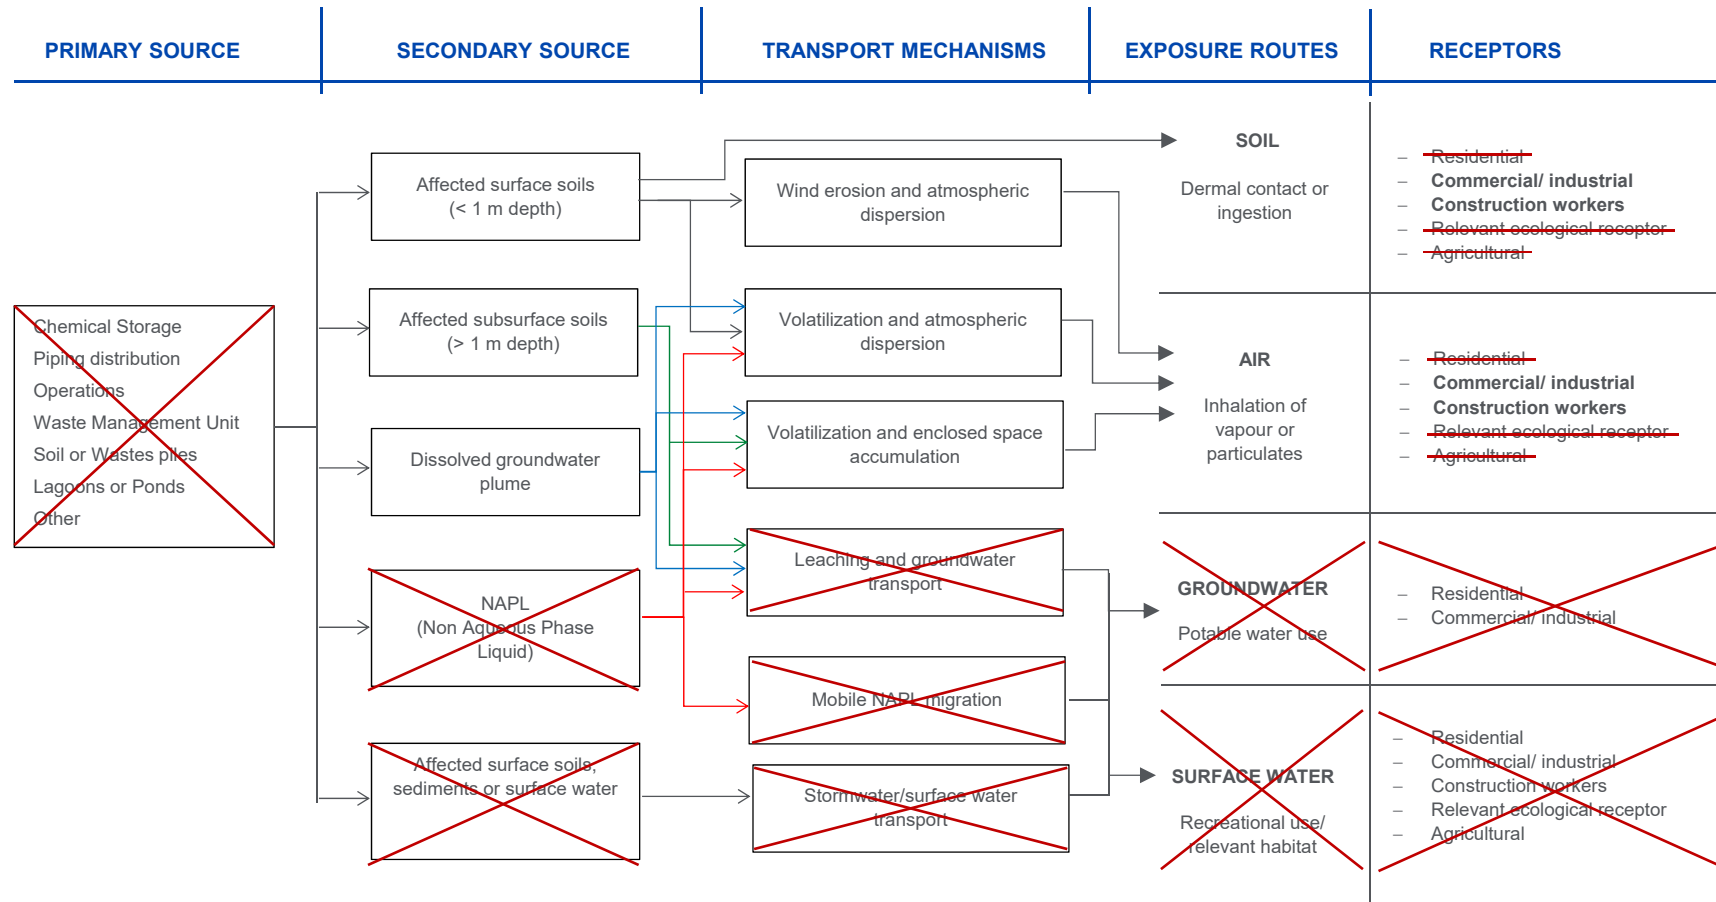 PRIMARY SOURCE
SECONDARY SOURCE
TRANSPORT MECHANISMS
EXPOSURE ROUTES
RECEPTORS
Chemical Storage
Piping distribution
Operations
Waste Management Unit
Soil or Wastes piles
Lagoons or Ponds
Other
Affected surface soils
(< 1 m depth)
Affected subsurface soils
(> 1 m depth)
Dissolved groundwater
plume
NAPL
(Non Aqueous Phase
Liquid)
Affected surface soils,
sediments or surface water
Wind erosion and atmospheric
dispersion
Volatilization and atmospheric
dispersion
Volatilization and enclosed space
accumulation
Leaching and groundwater
transport
Mobile NAPL migration
Stormwater/surface water
transport
SOIL
Dermal contact or
ingestion
AIR
Inhalation of
vapour or
particulates
GROUNDWATER
Potable water use
SURFACE WATER
Recreational use/
relevant habitat
– Residential
– Commercial/ industrial
– Construction workers
– Relevant ecological receptor
– Agricultural
– Residential
– Commercial/ industrial
– Construction workers
– Relevant ecological receptor
– Agricultural
– Residential
– Commercial/ industrial
– Residential
– Commercial/ industrial
– Construction workers
– Relevant ecological receptor
– Agricultural